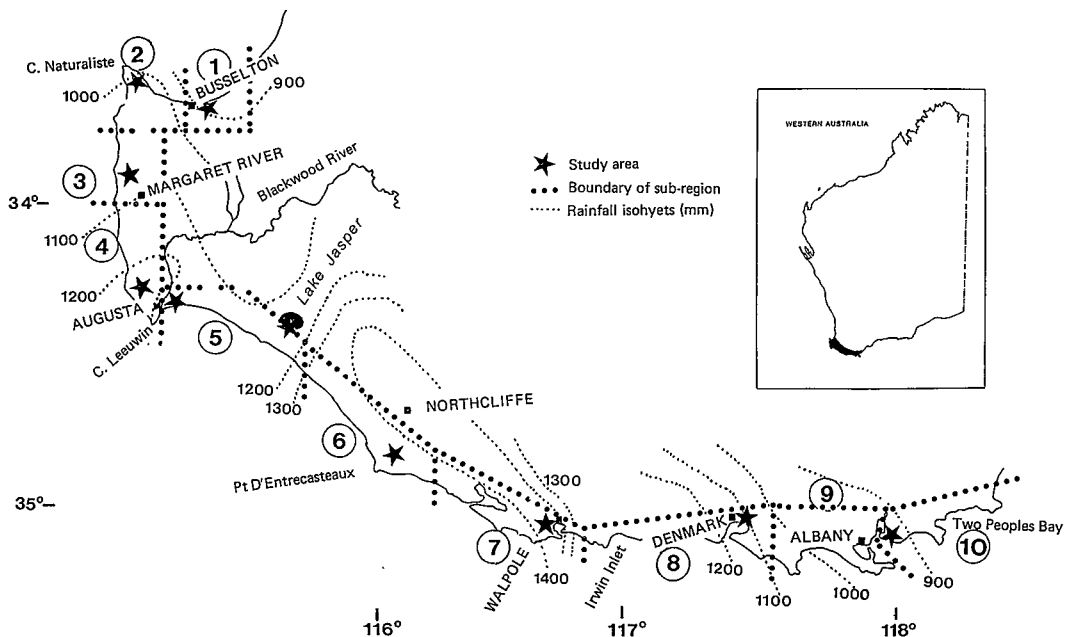 2
1
C. Naturaliste
BUSSELTON
1000
900
WESTERN AUSTRALIA
Study area
Boundary of sub-region
Rainfall isohyets (mm)
3
MARGARET RIVER
Blackwood River
34°
1100
4
Lake Jasper
1200
AUGUSTA
C. Leeuwin
5
1200
1300
NORTHCLIFFE
6
Pt D'Entrecasteaux
35°
1300
9
7
WALPOLE
1400
Irwin Inlet
DENMARK
8
1200
1100
ALBANY
1000
Two Peoples Bay
10
900
116°
117°
118°